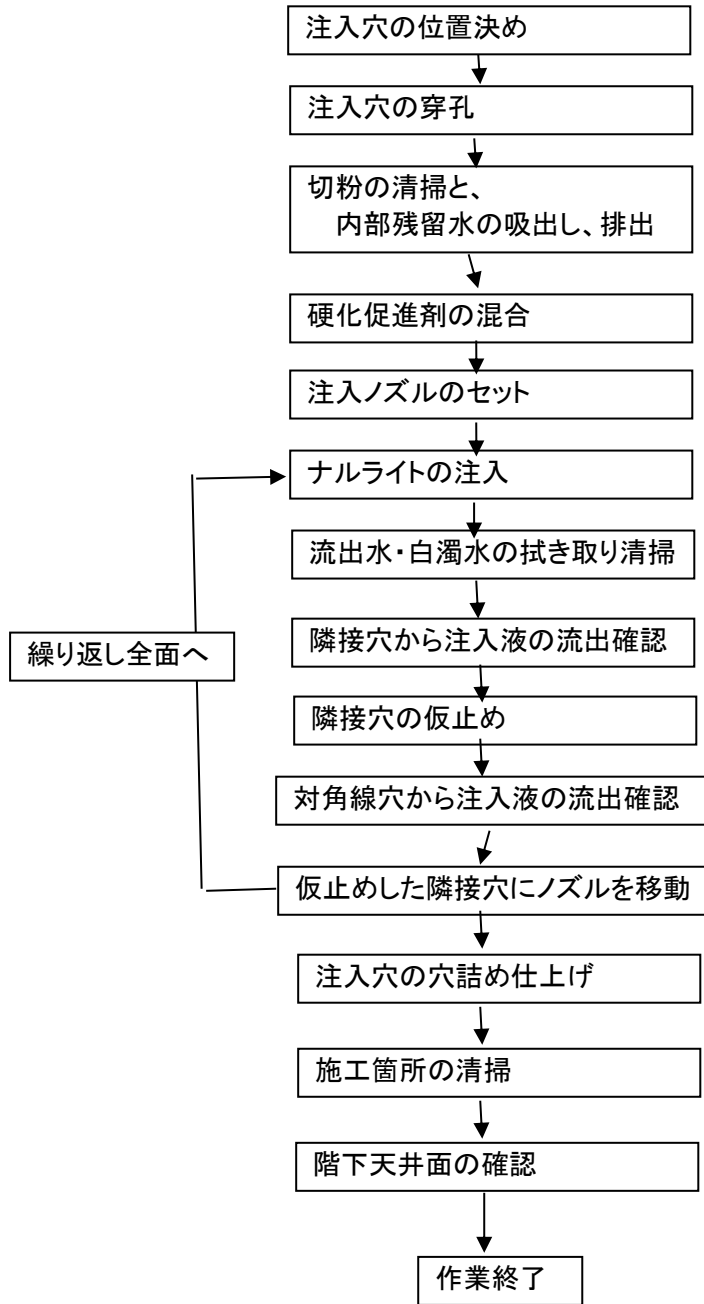 注入穴の位置決め
注入穴の穿孔
切粉の清掃と、
内部残留水の吸出し、排出
硬化促進剤の混合
注入ノズルのセット
ナルライトの注入
流出水・白濁水の拭き取り清掃
隣接穴から注入液の流出確認
繰り返し全面へ
隣接穴の仮止め
対角線穴から注入液の流出確認
仮止めした隣接穴にノズルを移動
注入穴の穴詰め仕上げ
施工箇所の清掃
階下天井面の確認
作業終了